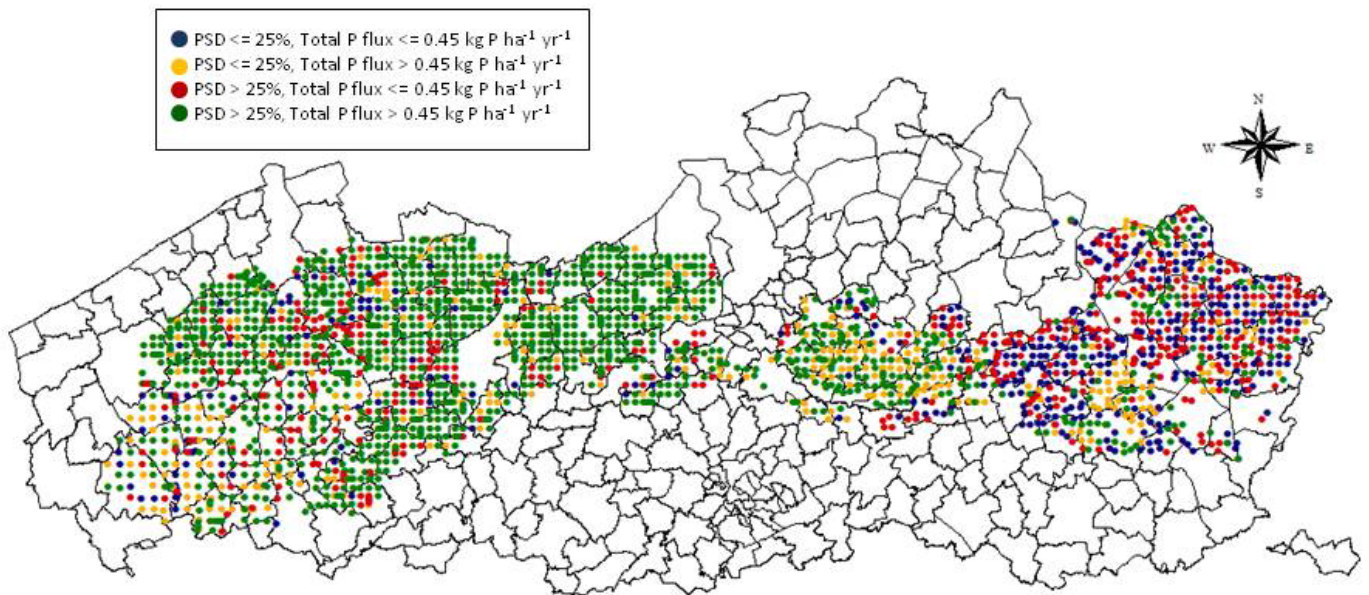 PSD <= 25%, Total P flux <= 0.45 kg P ha⁻¹ yr⁻¹
PSD <= 25%, Total P flux > 0.45 kg P ha⁻¹ yr⁻¹
PSD > 25%, Total P flux <= 0.45 kg P ha⁻¹ yr⁻¹
PSD > 25%, Total P flux > 0.45 kg P ha⁻¹ yr⁻¹
N
W E
S